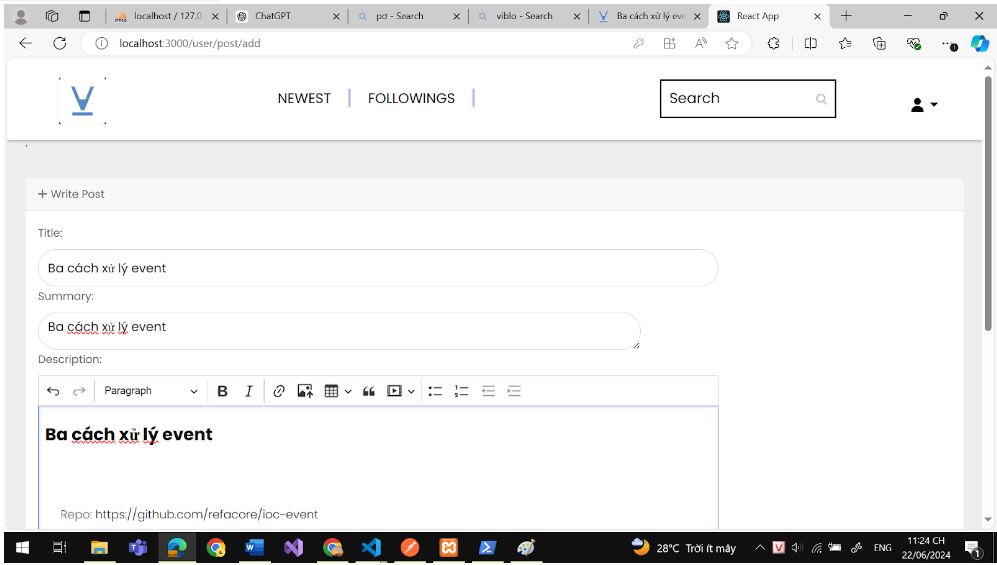 localhost / 127.0.
ChatGPT
pơ - Search
viblo - Search
Ba cách xử lý eve
React App
localhost:3000/user/post/add
NEWEST
FOLLOWINGS
Search
+ Write Post
Title:
Ba cách xử lý event
Summary:
Ba cách xử lý event
Description:
Paragraph
B I
Ba cách xử lý event
Repo: https://github.com/refacore/ioc-event
28°C Trời ít mây
ENG
11:24 CH
22/06/2024
1